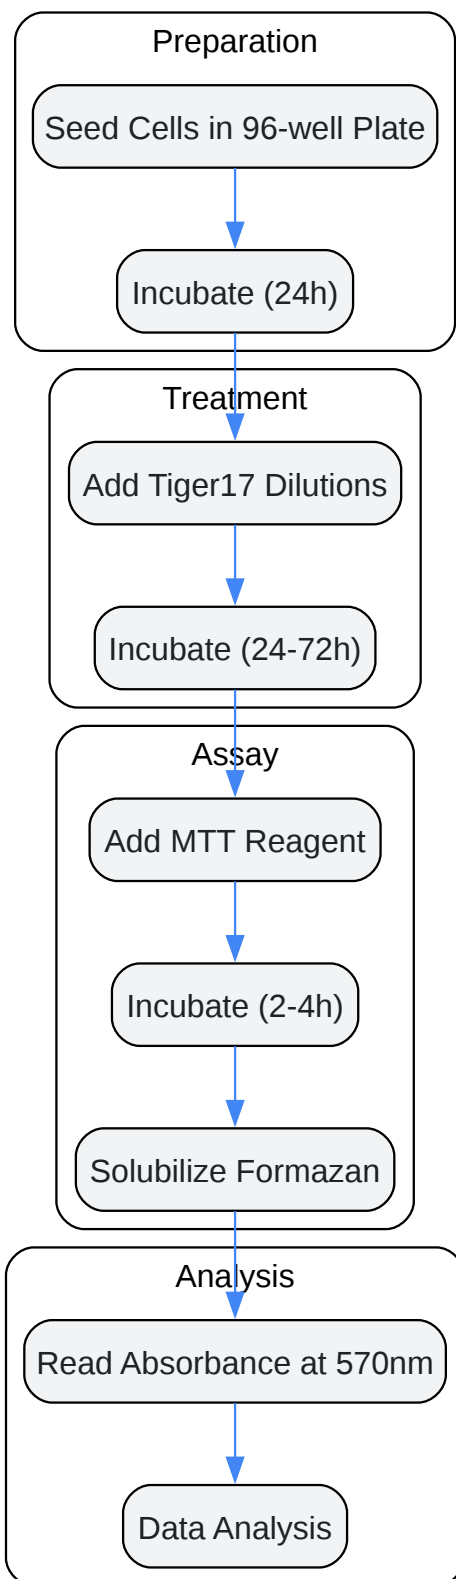 Preparation
Seed Cells in 96-well Plate
Incubate (24h)
Treatment
Add Tiger17 Dilutions
Incubate (24-72h)
Assay
Add MTT Reagent
Incubate (2-4h)
Solubilize Formazan
Analysis
Read Absorbance at 570nm
Data Analysis